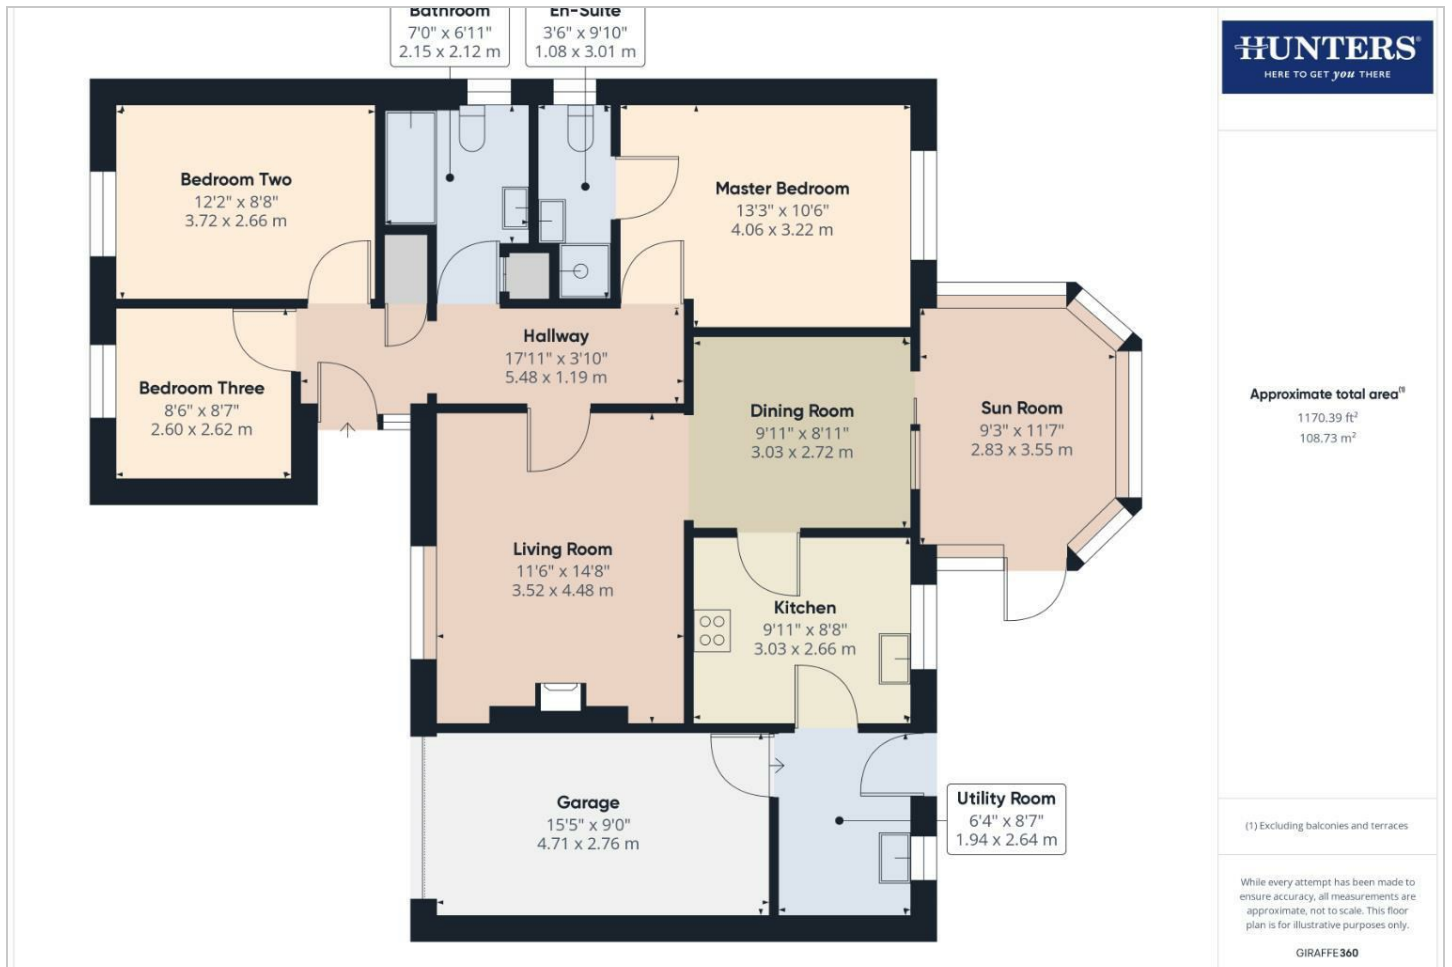 Bathroom
7'0" x 6'11"
2.15 x 2.12 m
En-Suite
3'6" x 9'10"
1.08 x 3.01 m
HUNTERS®
HERE TO GET you THERE
Bedroom Two
12'2" x 8'8"
3.72 x 2.66 m
Master Bedroom
13'3" x 10'6"
4.06 x 3.22 m
Hallway
17'11" x 3'10"
5.48 x 1.19 m
Bedroom Three
8'6" x 8'7"
2.60 x 2.62 m
Dining Room
9'11" x 8'11"
3.03 x 2.72 m
Sun Room
9'3" x 11'7"
2.83 x 3.55 m
Approximate total area(1)
1170.39 ft²
108.73 m²
Living Room
11'6" x 14'8"
3.52 x 4.48 m
Kitchen
9'11" x 8'8"
3.03 x 2.66 m
Garage
15'5" x 9'0"
4.71 x 2.76 m
Utility Room
6'4" x 8'7"
1.94 x 2.64 m
(1) Excluding balconies and terraces
While every attempt has been made to
ensure accuracy, all measurements are
approximate, not to scale. This floor
plan is for illustrative purposes only.
GIRAFFE360